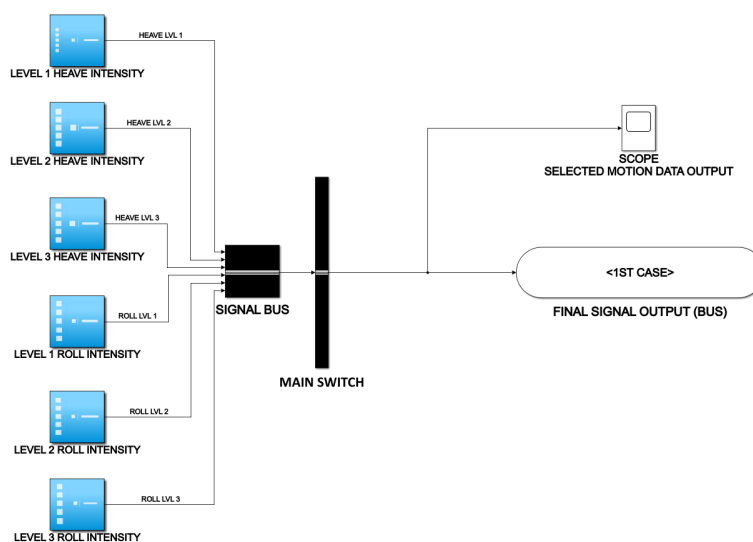 HEAVE LVL 1
LEVEL 1 HEAVE INTENSITY
HEAVE LVL 2
LEVEL 2 HEAVE INTENSITY
HEAVE LVL 3
LEVEL 3 HEAVE INTENSITY
ROLL LVL 1
LEVEL 1 ROLL INTENSITY
ROLL LVL 2
LEVEL 2 ROLL INTENSITY
ROLL LVL 3
LEVEL 3 ROLL INTENSITY
SIGNAL BUS
MAIN SWITCH
SCOPE
SELECTED MOTION DATA OUTPUT
<1ST CASE>
FINAL SIGNAL OUTPUT (BUS)